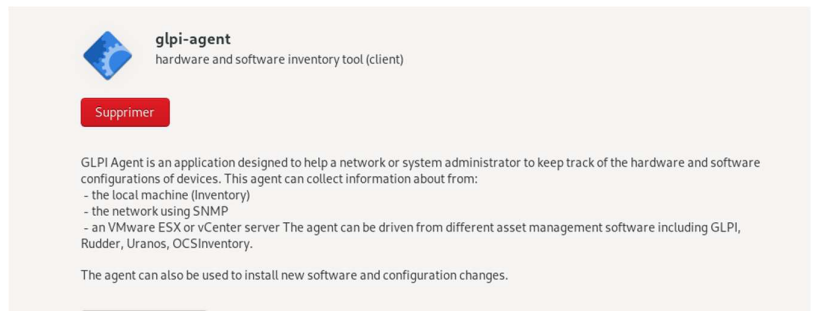 glpi-agent
hardware and software inventory tool (client)
Supprimer
GLPI Agent is an application designed to help a network or system administrator to keep track of the hardware and software
configurations of devices. This agent can collect information about from:
- the local machine (Inventory)
- the network using SNMP
- an VMware ESX or vCenter server The agent can be driven from different asset management software including GLPI,
Rudder, Uranos, OCSInventory.
The agent can also be used to install new software and configuration changes.